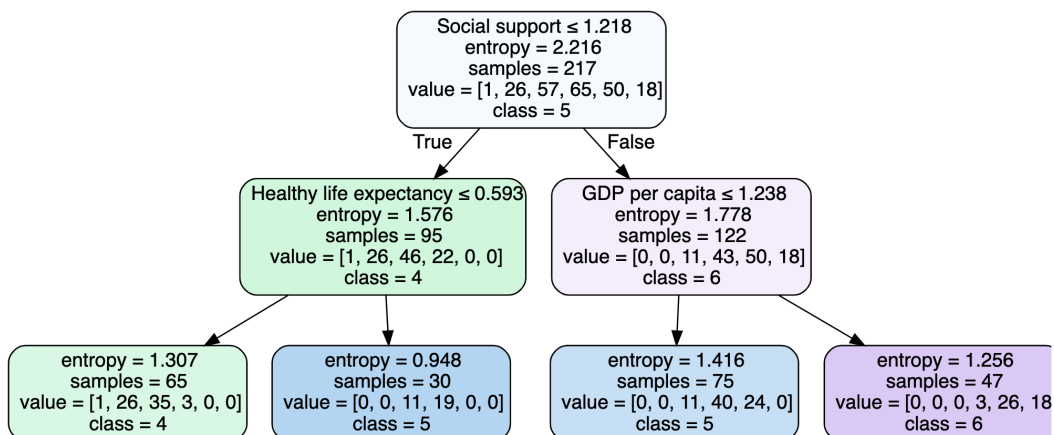 Social support ≤ 1.218
entropy = 2.216
samples = 217
value = [1, 26, 57, 65, 50, 18]
class = 5
True
False
Healthy life expectancy ≤ 0.593
entropy = 1.576
samples = 95
value = [1, 26, 46, 22, 0, 0]
class = 4
GDP per capita ≤ 1.238
entropy = 1.778
samples = 122
value = [0, 0, 11, 43, 50, 18]
class = 6
entropy = 1.307
samples = 65
value = [1, 26, 35, 3, 0, 0]
class = 4
entropy = 0.948
samples = 30
value = [0, 0, 11, 19, 0, 0]
class = 5
entropy = 1.416
samples = 75
value = [0, 0, 11, 40, 24, 0]
class = 5
entropy = 1.256
samples = 47
value = [0, 0, 0, 3, 26, 18
class = 6